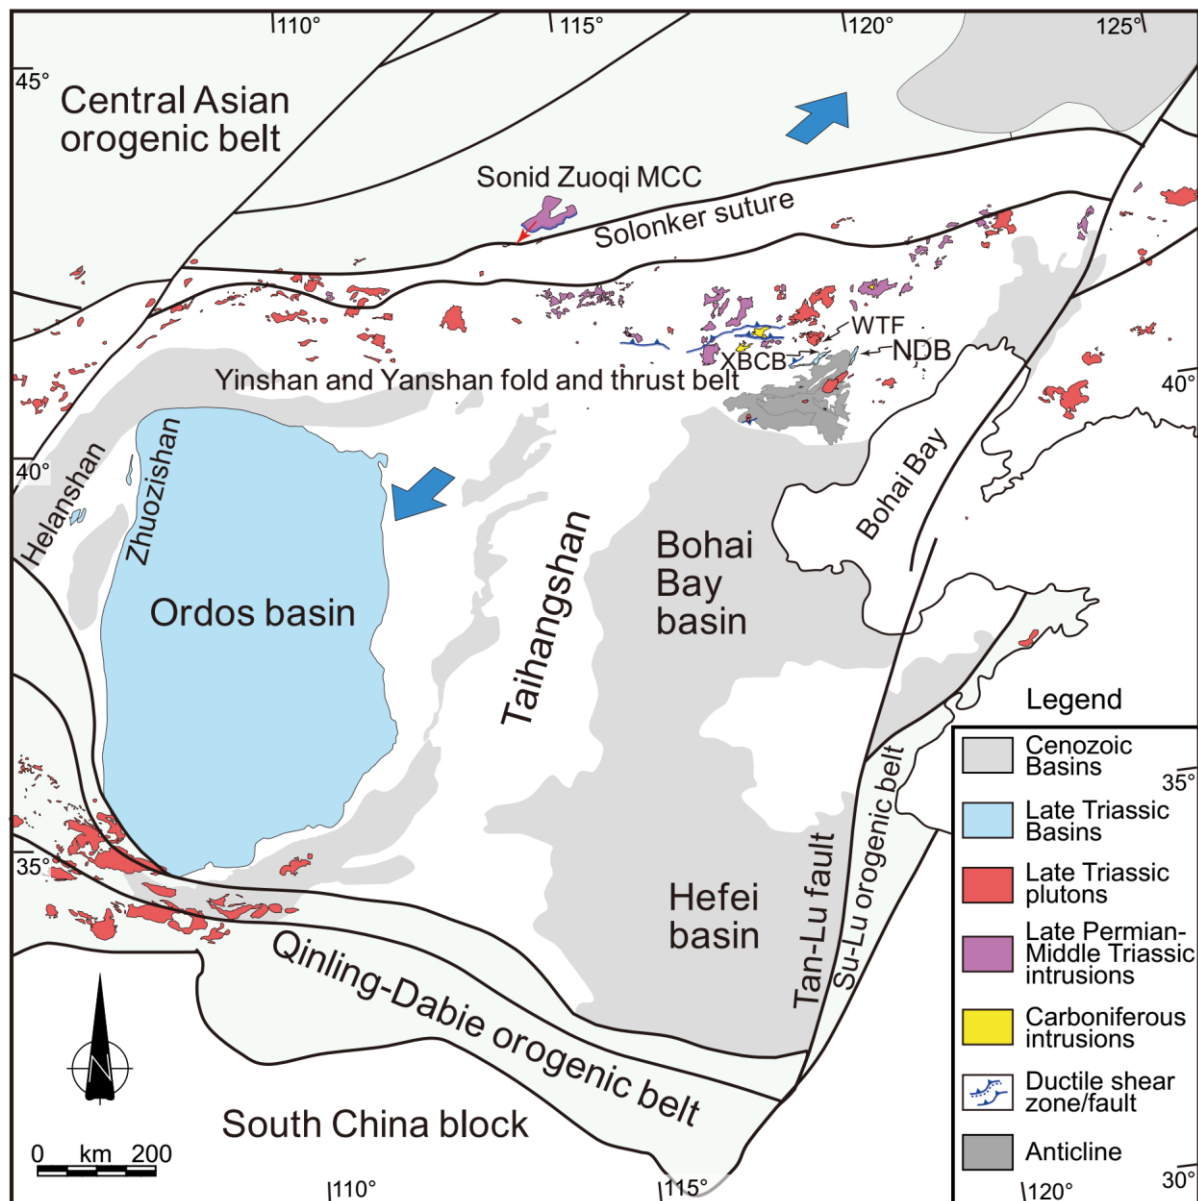 110°
115°
120°
125°
45°
Central Asian
orogenic belt
Sonid Zuoqi MCC
Solonker suture
WTF
XBCB
NDB
Yinshan and Yanshan fold and thrust belt
40°
40°
Helanshan
Zhuozishan
Bohai Bay
Ordos basin
Taihangshan
Bohai
Bay
basin
Legend
Cenozoic
Basins
35°
Late Triassic
Basins
35°
Late Triassic
plutons
Hefei
basin
Tan-Lu fault
Su-Lu orogenic belt
Late Permian-
Middle Triassic
intrusions
Qinling-Dabie orogenic belt
Carboniferous
intrusions
N
Ductile shear
zone/fault
South China block
Anticline
0 km 200
110°
115°
120°
30°